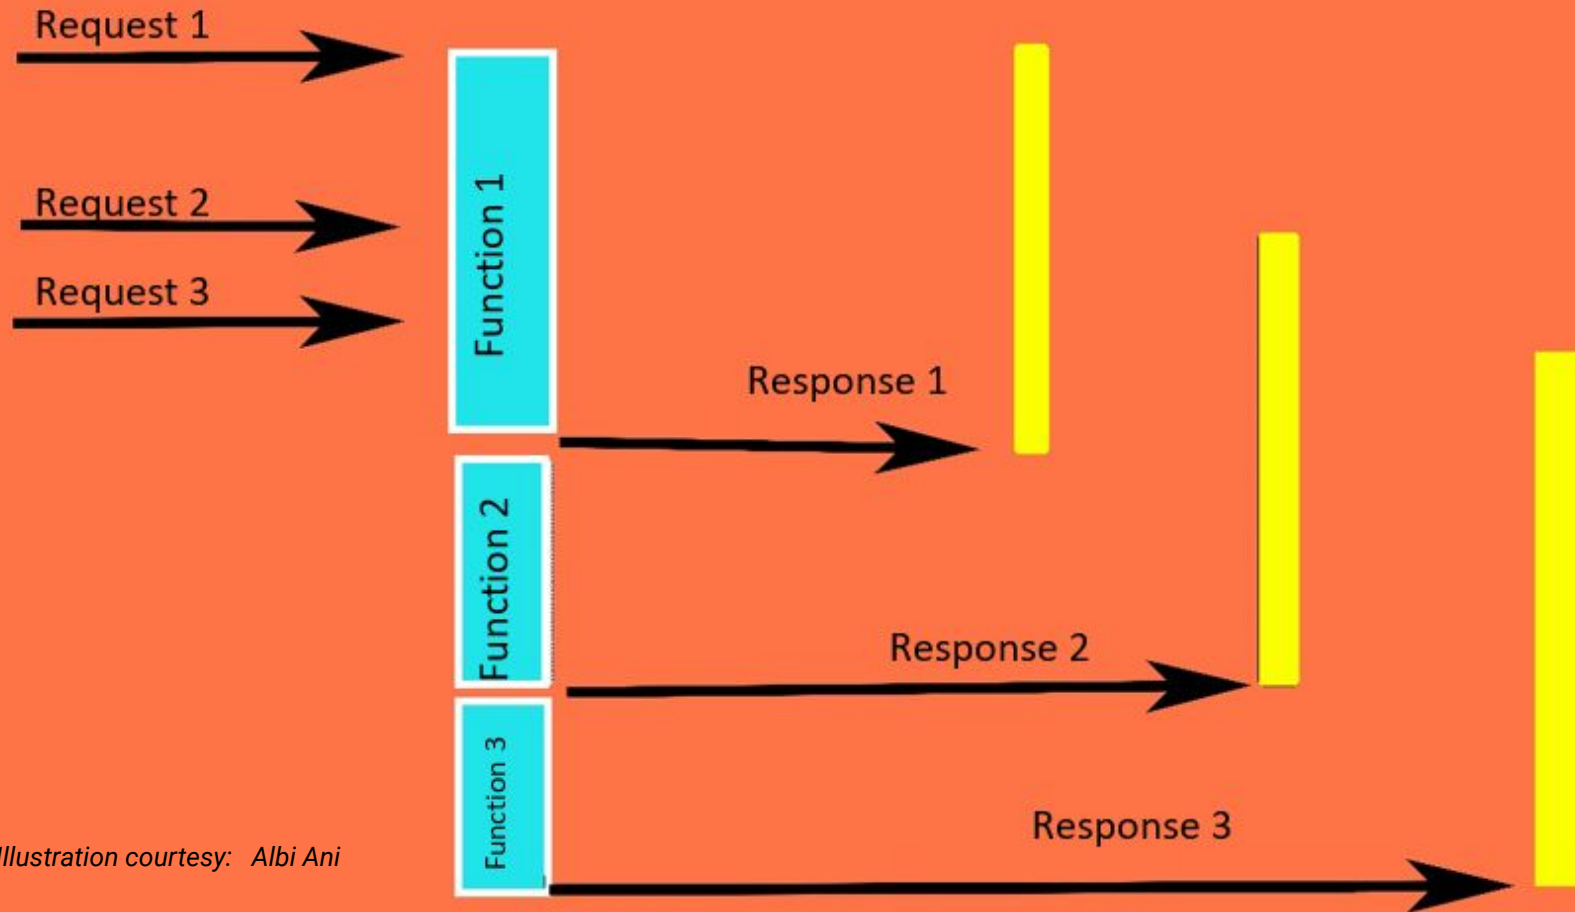 Request 1
Request 2
Request 3
Function 1
Response 1
Function 2
Response 2
Function 3
Response 3
Illustration courtesy: Albi Ani